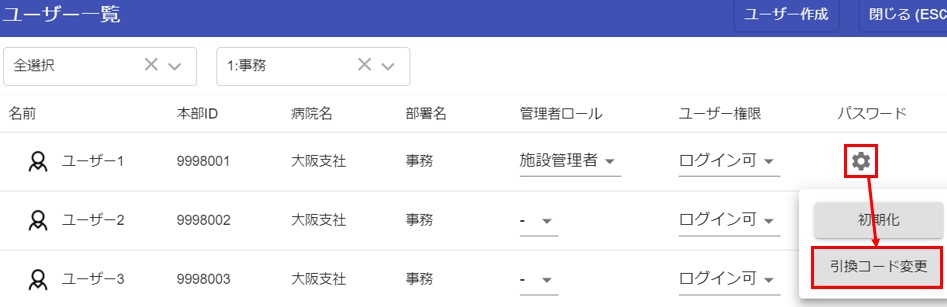 ユーザー一覧 ユーザー作成 閉じる (ESC
全選択 1:事務
名前 本部ID 病院名 部署名 管理者ロール ユーザー権限 パスワード
ユーザー1 9998001 大阪支社 事務 施設管理者 ログイン可
ユーザー2 9998002 大阪支社 事務 - ログイン可 初期化
ユーザー3 9998003 大阪支社 事務 - ログイン可 引換コード変更